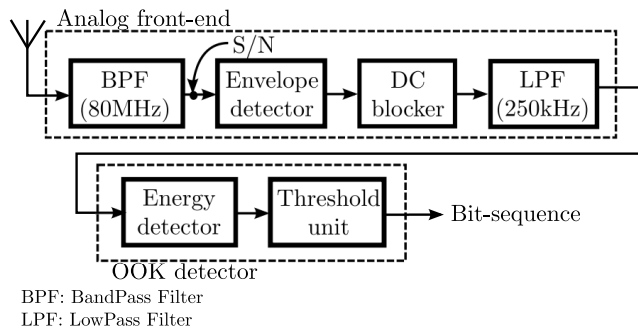 Analog front-end
S/N
BPF
(80MHz)
Envelope
detector
DC
blocker
LPF
(250kHz)
Energy
detector
Threshold
unit
Bit-sequence
OOK detector
BPF: BandPass Filter
LPF: LowPass Filter